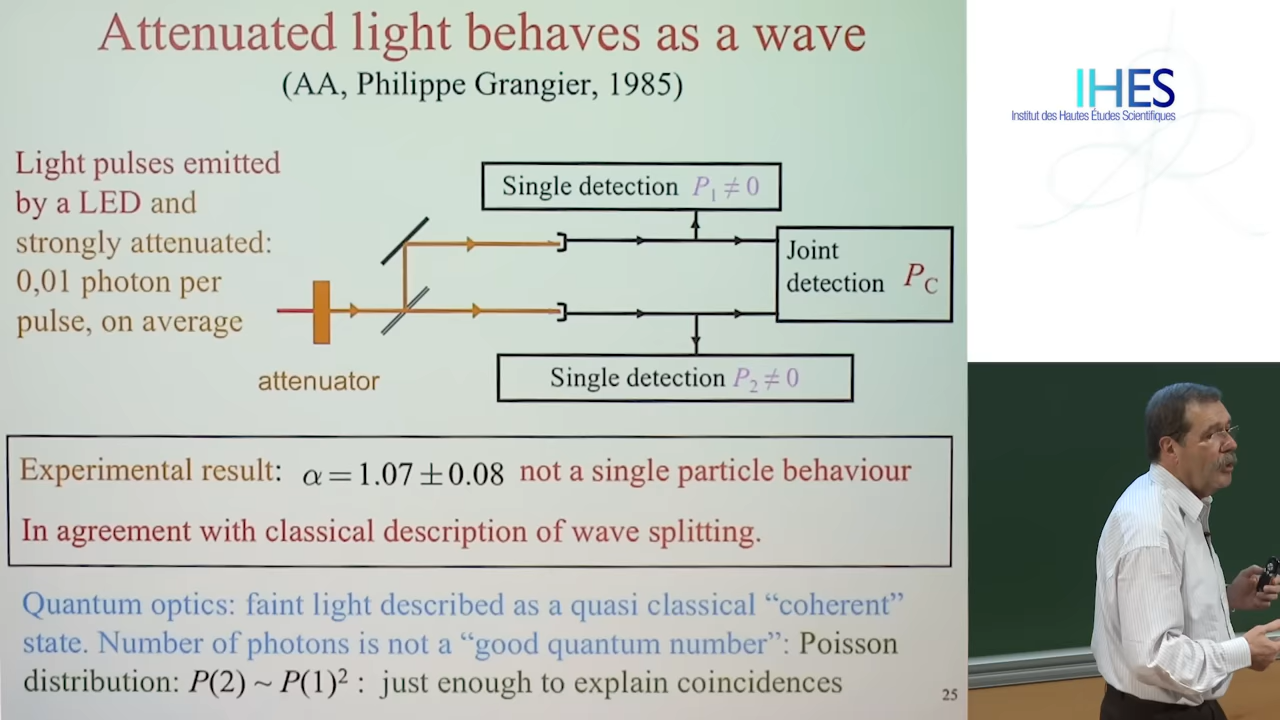 Attenuated light behaves as a wave
(AA, Philippe Grangier, 1985)
IHES
Institut des Hautes Études Scientifiques
Light pulses emitted
by a LED and
strongly attenuated:
0,01 photon per
pulse, on average
attenuator
Single detection P₁ ≠ 0
Joint
detection P_C
Single detection P₂ ≠ 0
Experimental result: α = 1.07 ± 0.08 not a single particle behaviour
In agreement with classical description of wave splitting.
Quantum optics: faint light described as a quasi classical “coherent”
state. Number of photons is not a “good quantum number”: Poisson
distribution: P(2) ~ P(1)² : just enough to explain coincidences
25